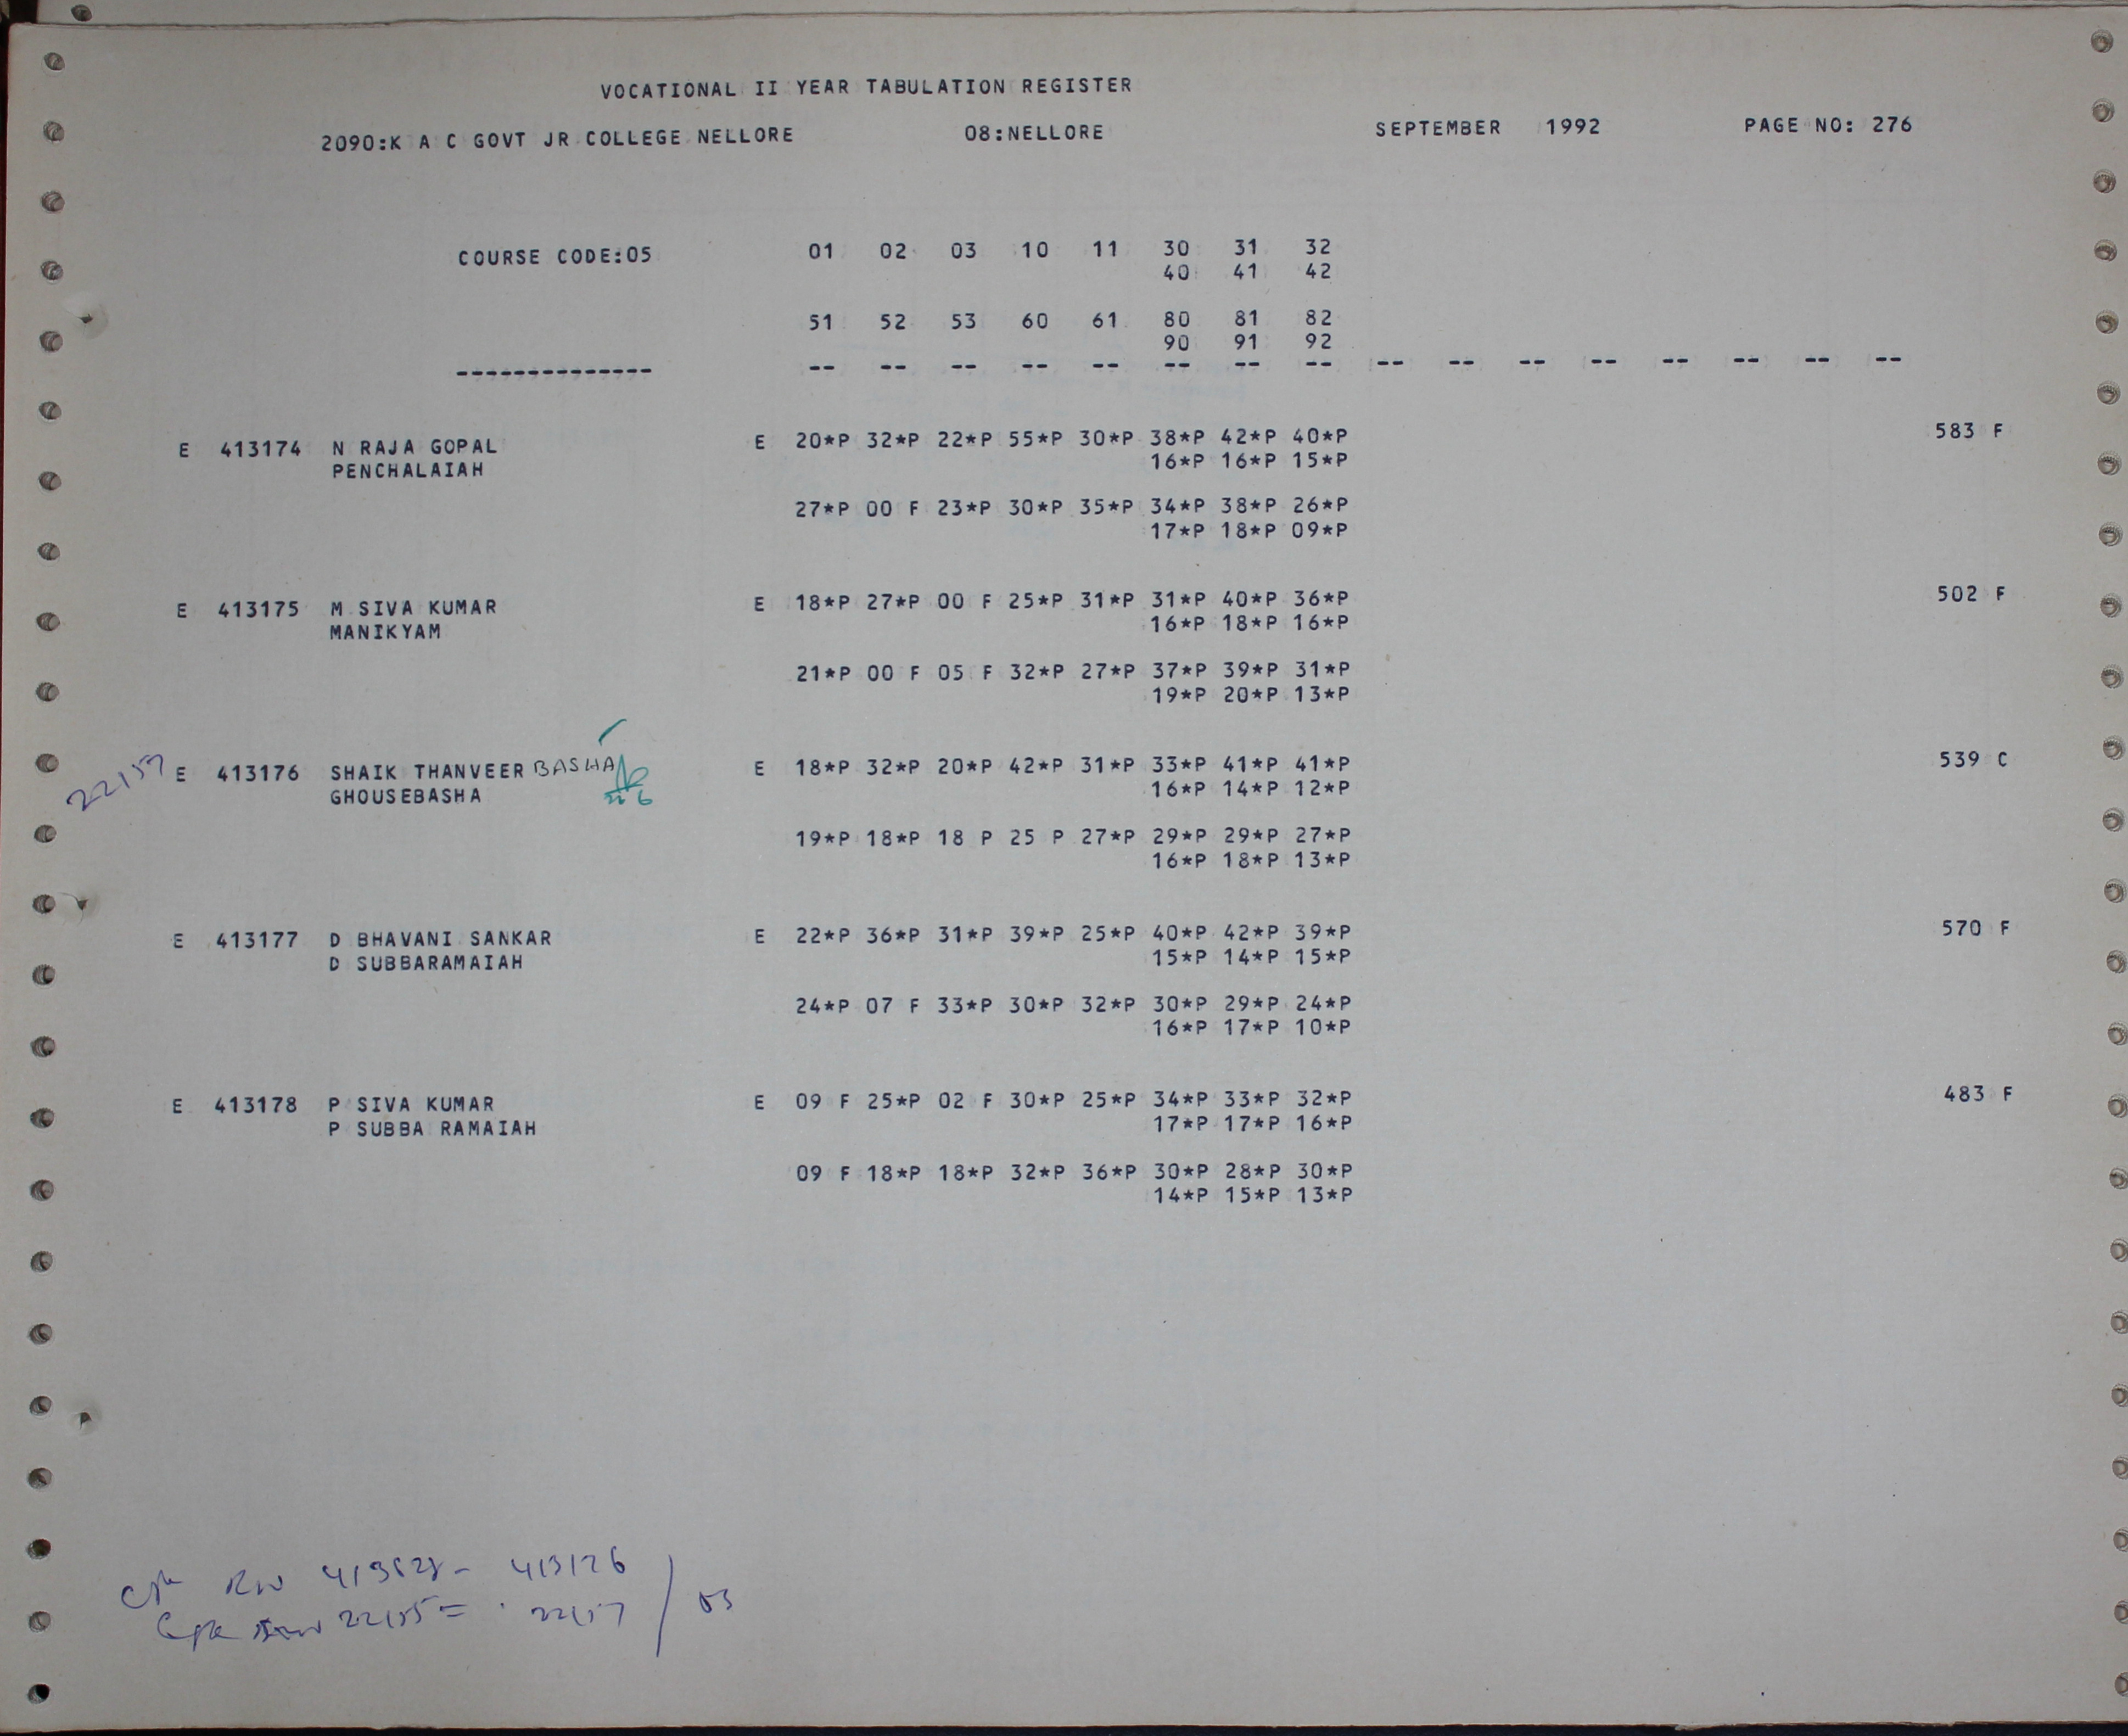 VOCATIONAL II YEAR TABULATION REGISTER
2090:K A C GOVT JR COLLEGE NELLORE 08:NELLORE SEPTEMBER 1992 PAGE NO: 276
COURSE CODE:05 01 02 03 10 11 30 31 32
40 41 42
51 52 53 60 61 80 81 82
90 91 92
-------------- -- -- -- -- -- -- -- -- -- -- -- -- -- -- -- --
E 413174 N RAJA GOPAL E 20*P 32*P 22*P 55*P 30*P 38*P 42*P 40*P 583 F
PENCHALAIAH 16*P 16*P 15*P
27*P 00 F 23*P 30*P 35*P 34*P 38*P 26*P
17*P 18*P 09*P
E 413175 M SIVA KUMAR E 18*P 27*P 00 F 25*P 31*P 31*P 40*P 36*P 502 F
MANIKYAM 16*P 18*P 16*P
21*P 00 F 05 F 32*P 27*P 37*P 39*P 31*P
19*P 20*P 13*P
22157 E 413176 SHAIK THANVEER BASHA E 18*P 32*P 20*P 42*P 31*P 33*P 41*P 41*P 539 C
GHOUSEBASHA 16*P 14*P 12*P
19*P 18*P 18 P 25 P 27*P 29*P 29*P 27*P
16*P 18*P 13*P
E 413177 D BHAVANI SANKAR E 22*P 36*P 31*P 39*P 25*P 40*P 42*P 39*P 570 F
D SUBBARAMAIAH 15*P 14*P 15*P
24*P 07 F 33*P 30*P 32*P 30*P 29*P 24*P
16*P 17*P 10*P
E 413178 P SIVA KUMAR E 09 F 25*P 02 F 30*P 25*P 34*P 33*P 32*P 483 F
P SUBBA RAMAIAH 17*P 17*P 16*P
09 F 18*P 18*P 32*P 36*P 30*P 28*P 30*P
14*P 15*P 13*P
413176
22155 = 22157